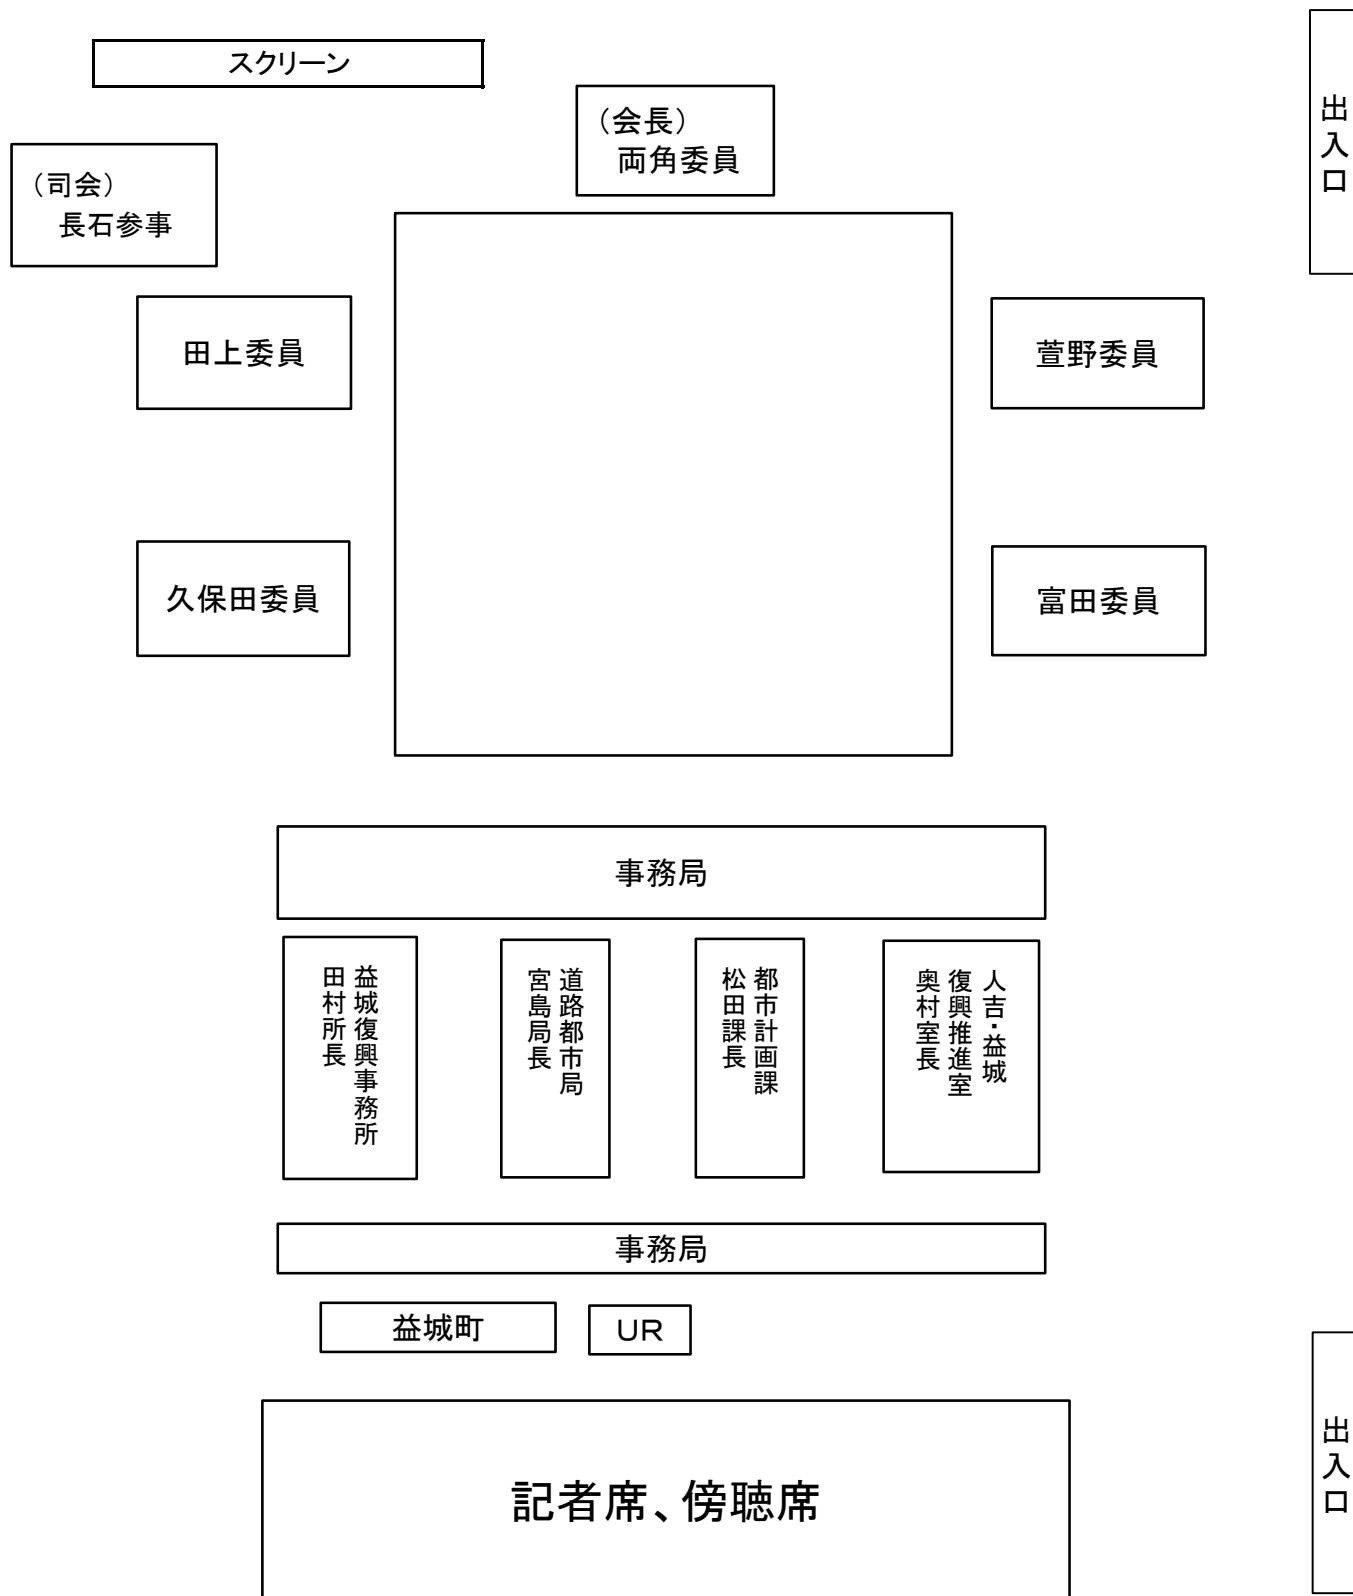 スクリーン
（会長）
両角委員
出入口
（司会）
長石参事
田上委員
萱野委員
久保田委員
富田委員
事務局
益城復興事務所
田村所長
道路都市局
宮島局長
都市計画課
松田課長
人吉・益城
復興推進室
奥村室長
事務局
益城町
UR
出入口
記者席、傍聴席